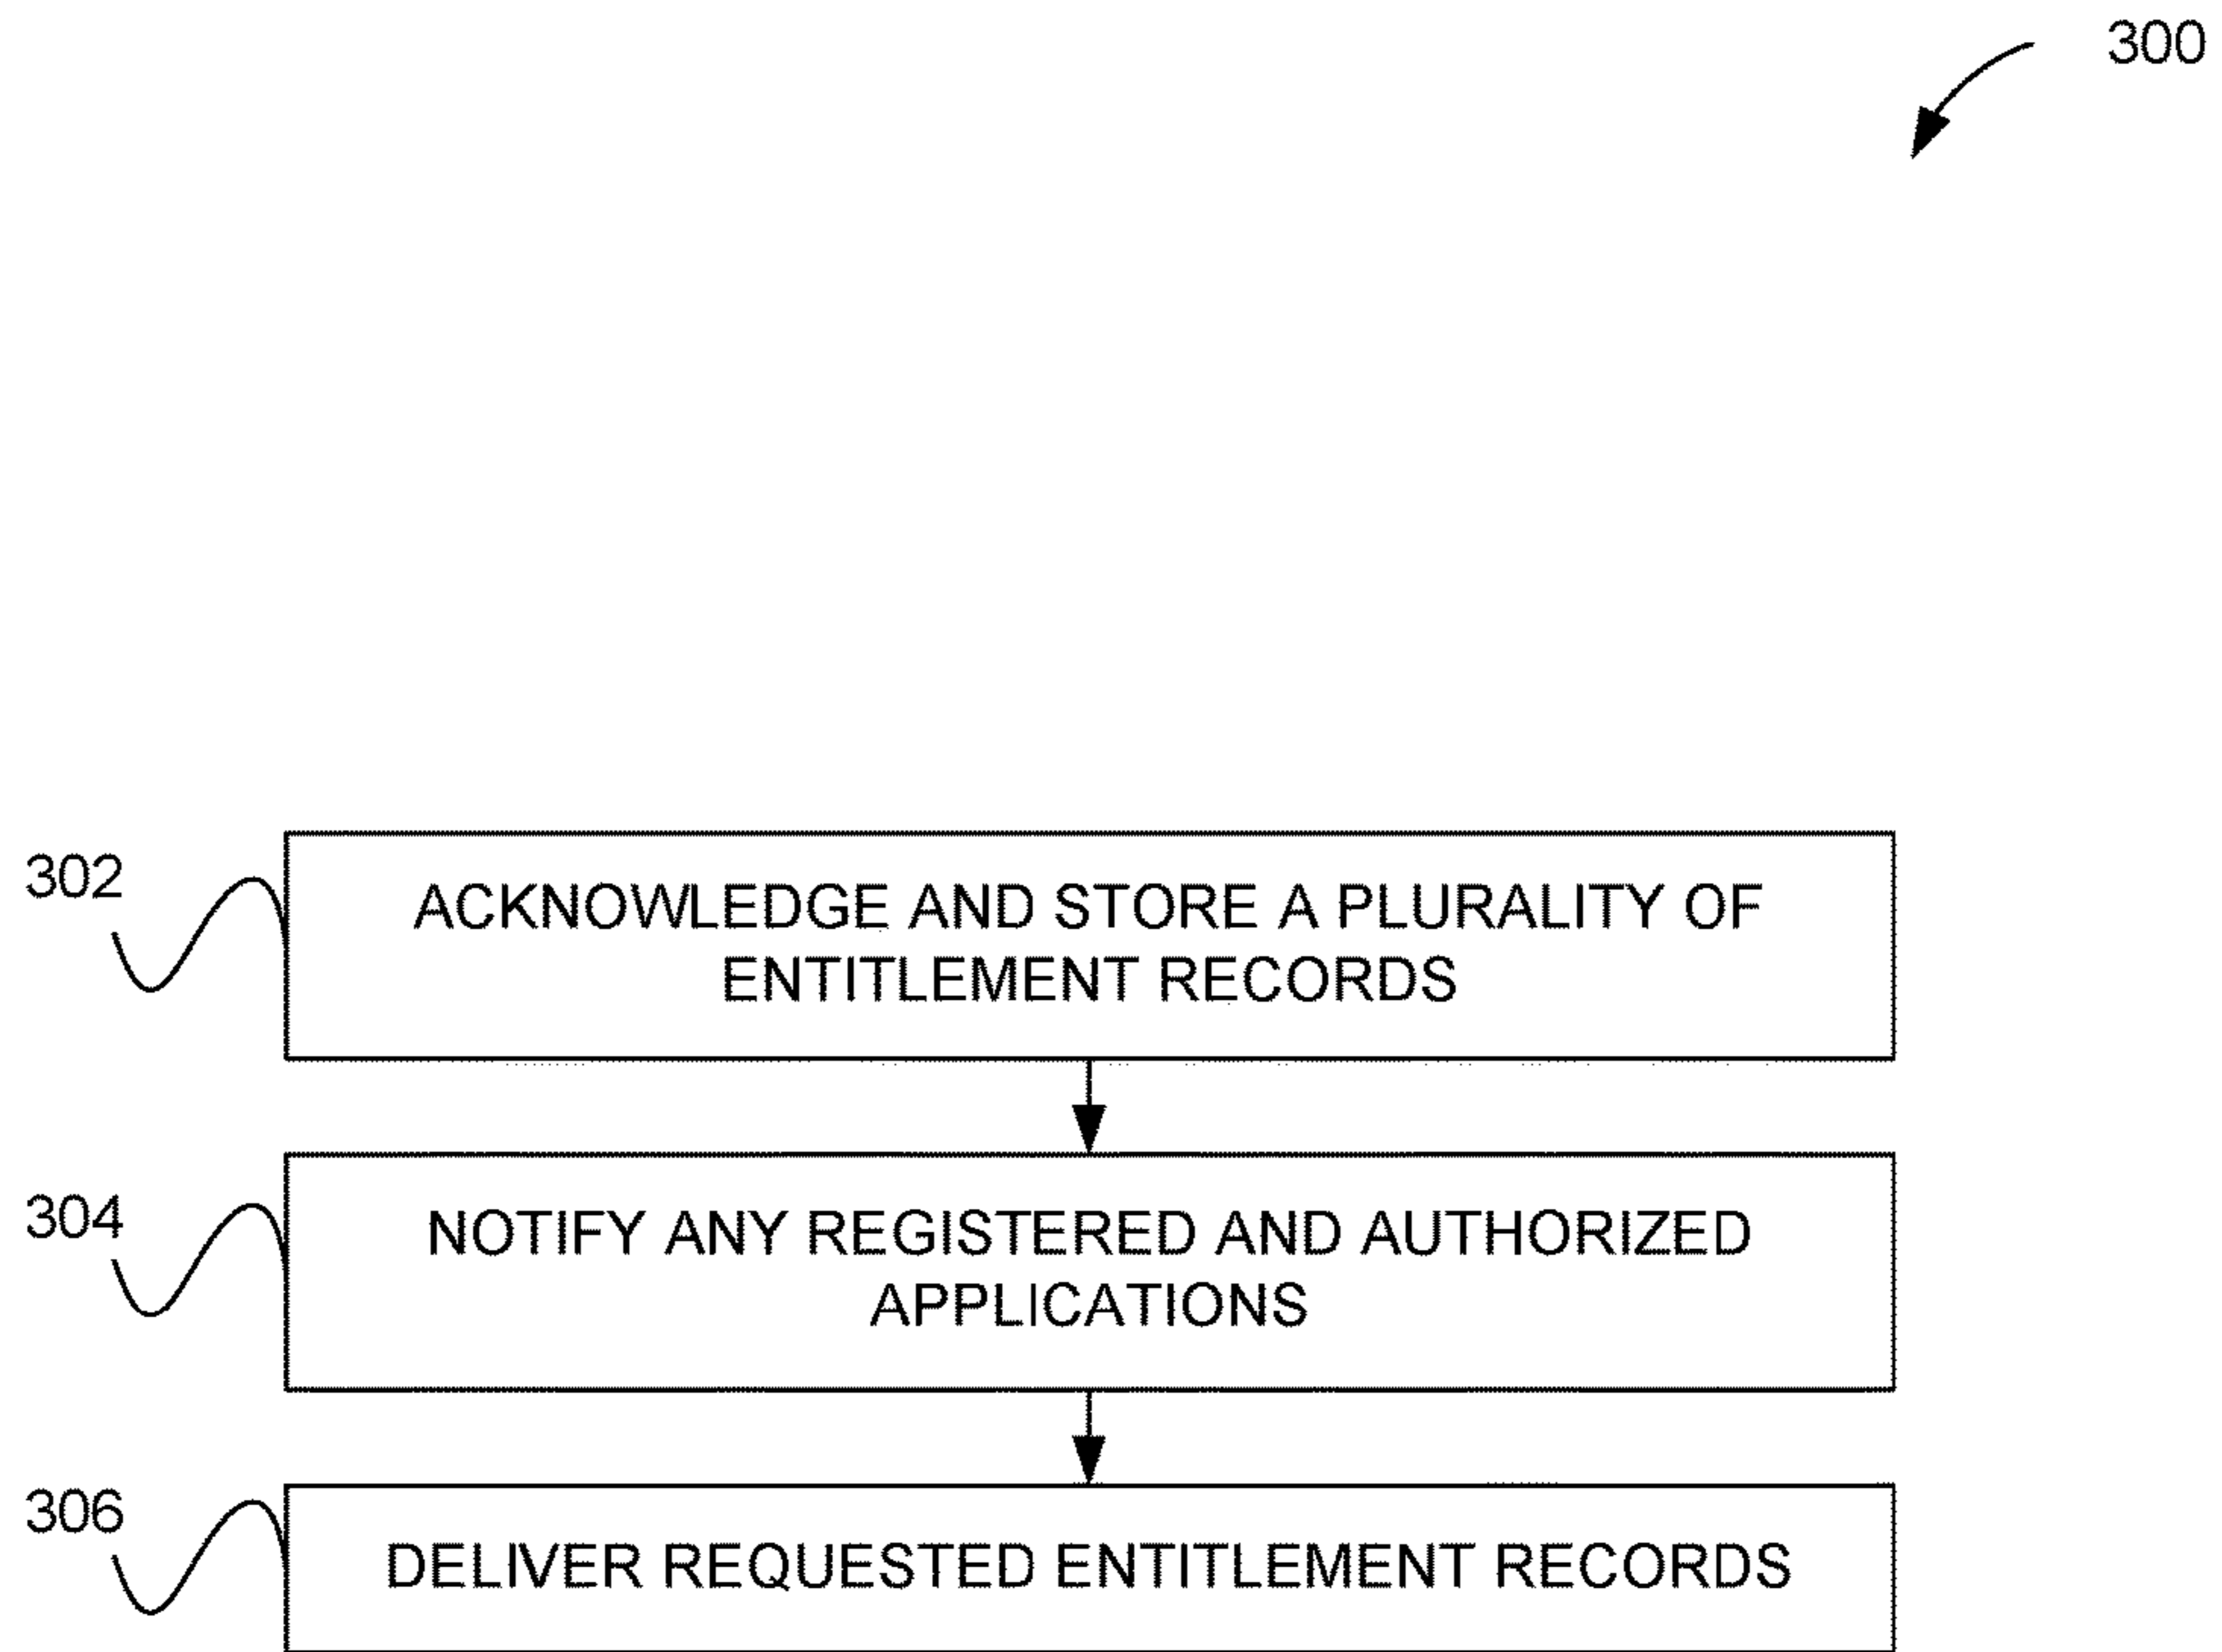 300
302
ACKNOWLEDGE AND STORE A PLURALITY OF
ENTITLEMENT RECORDS
304
NOTIFY ANY REGISTERED AND AUTHORIZED
APPLICATIONS
306
DELIVER REQUESTED ENTITLEMENT RECORDS